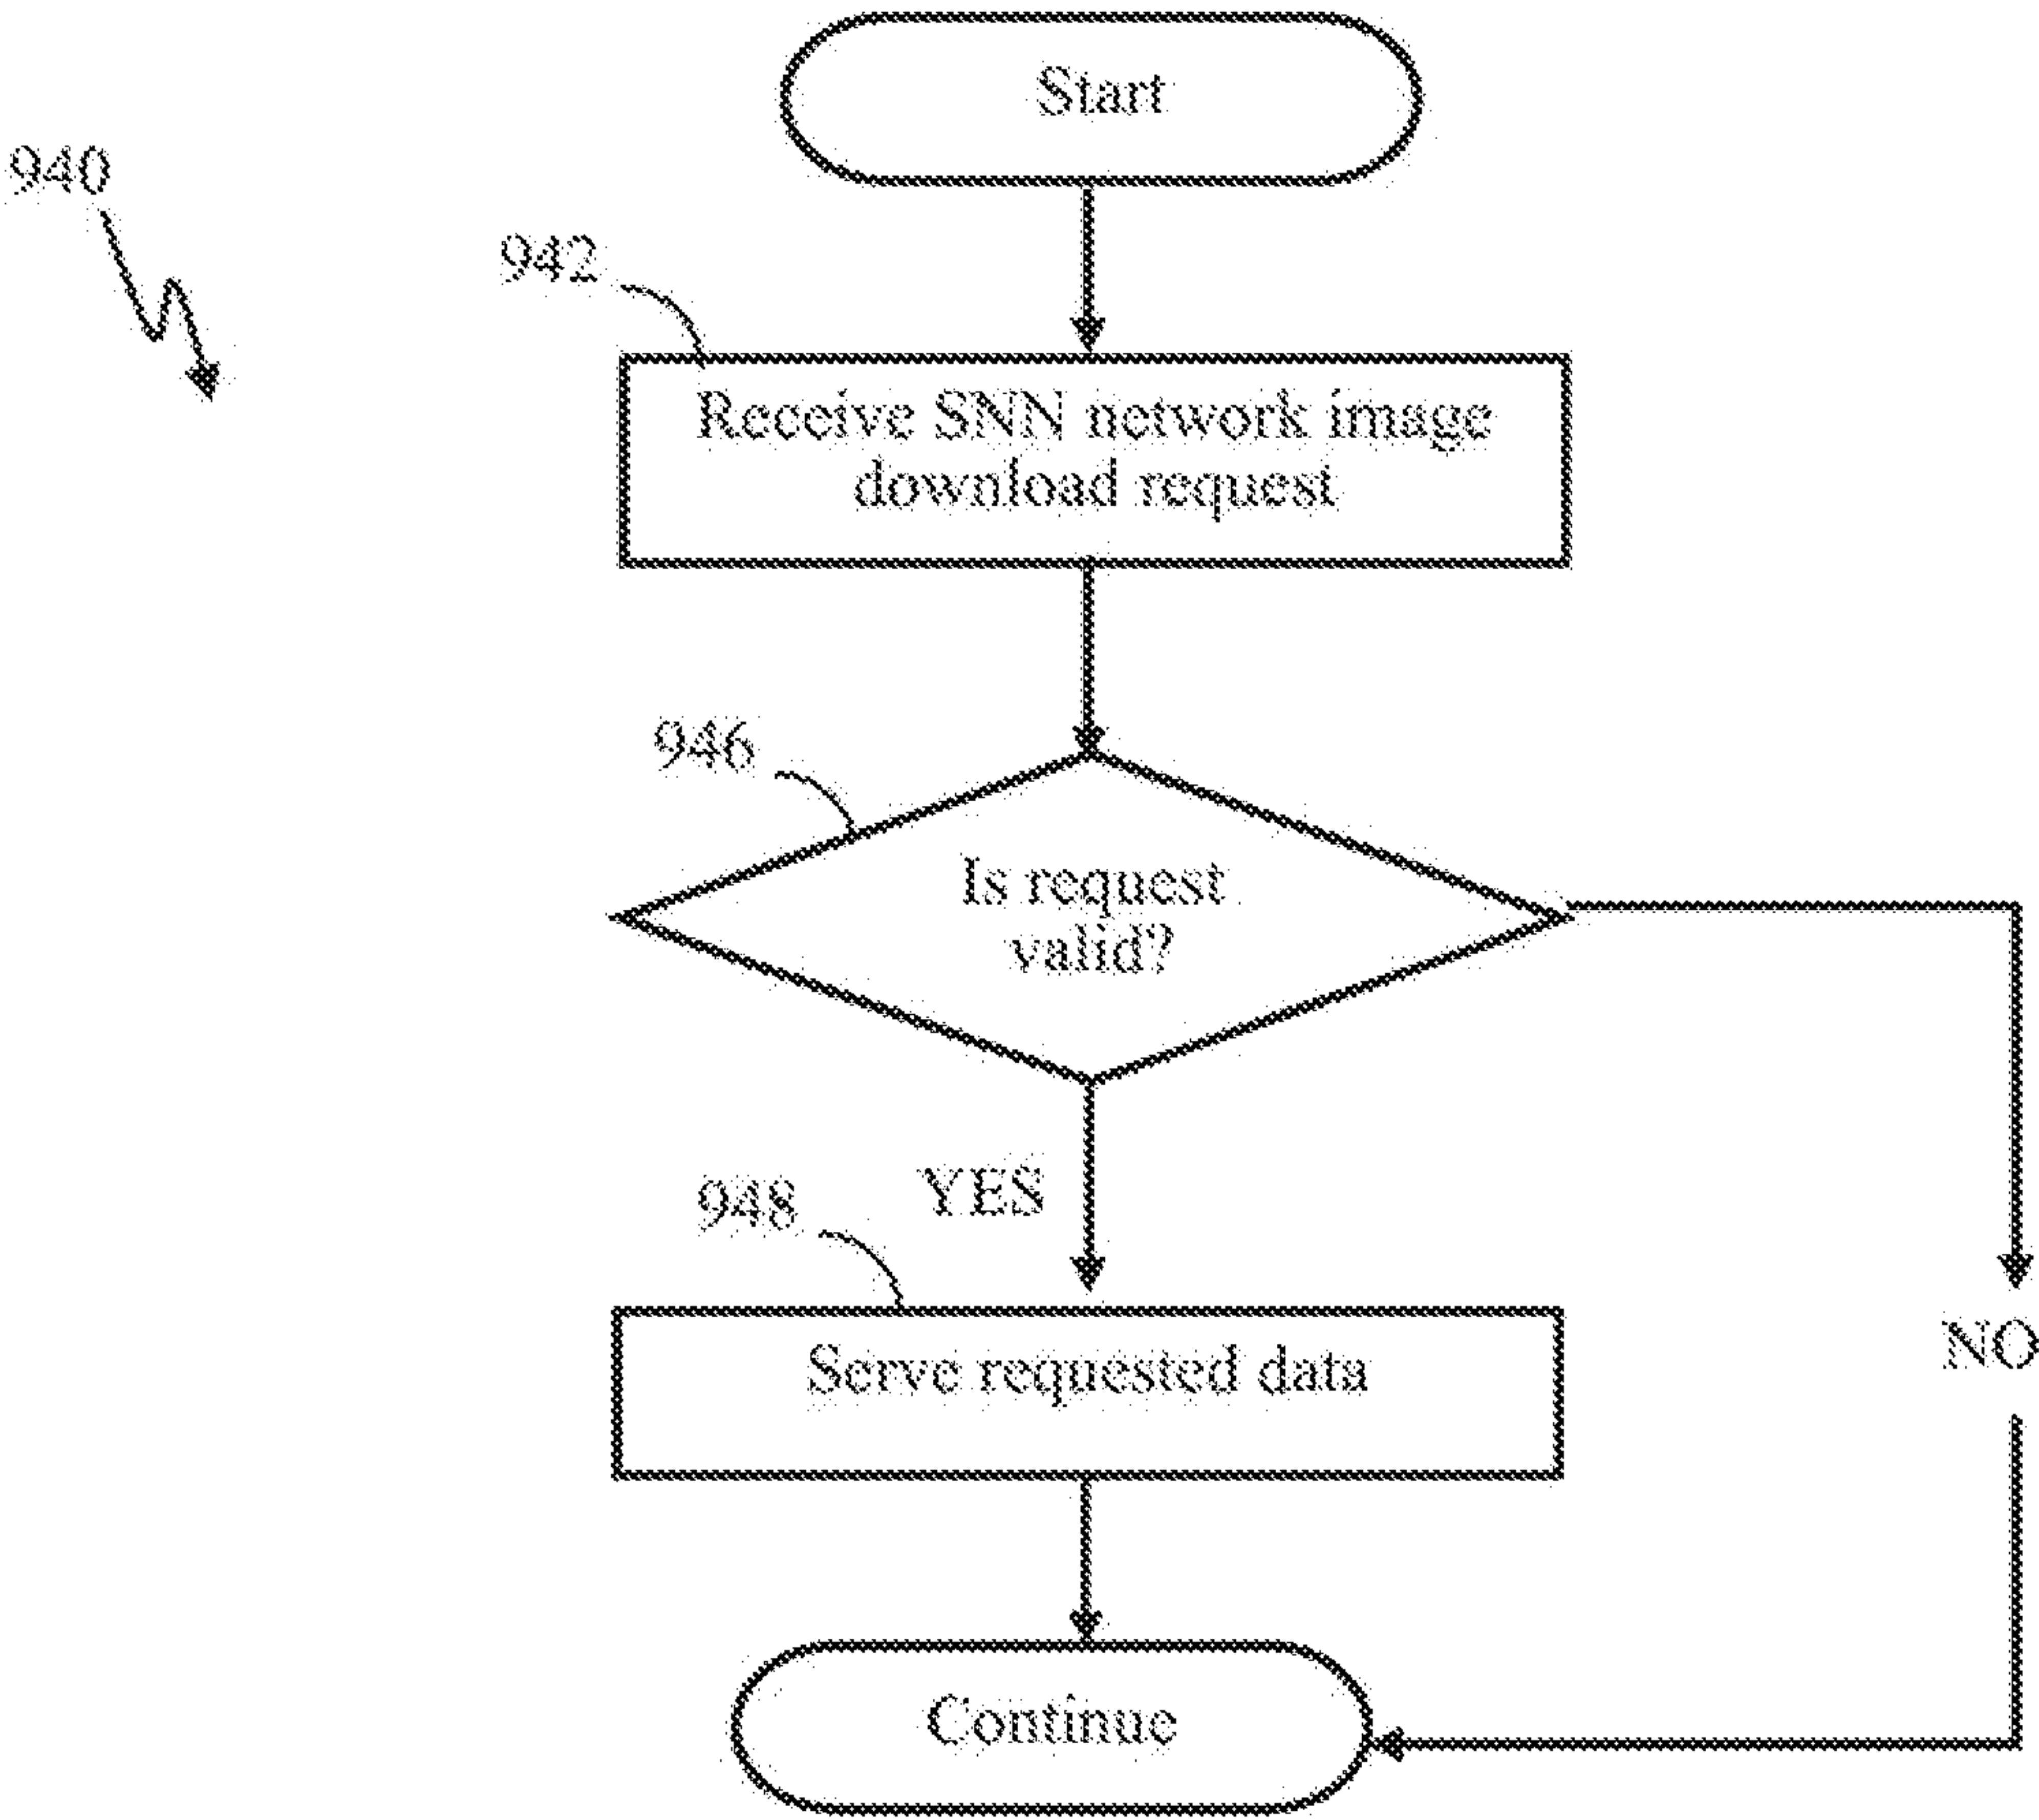 Start
940
942
Receive SNN network image
download request
946
Is request
valid?
YES
948
Serve requested data
NO
Continue